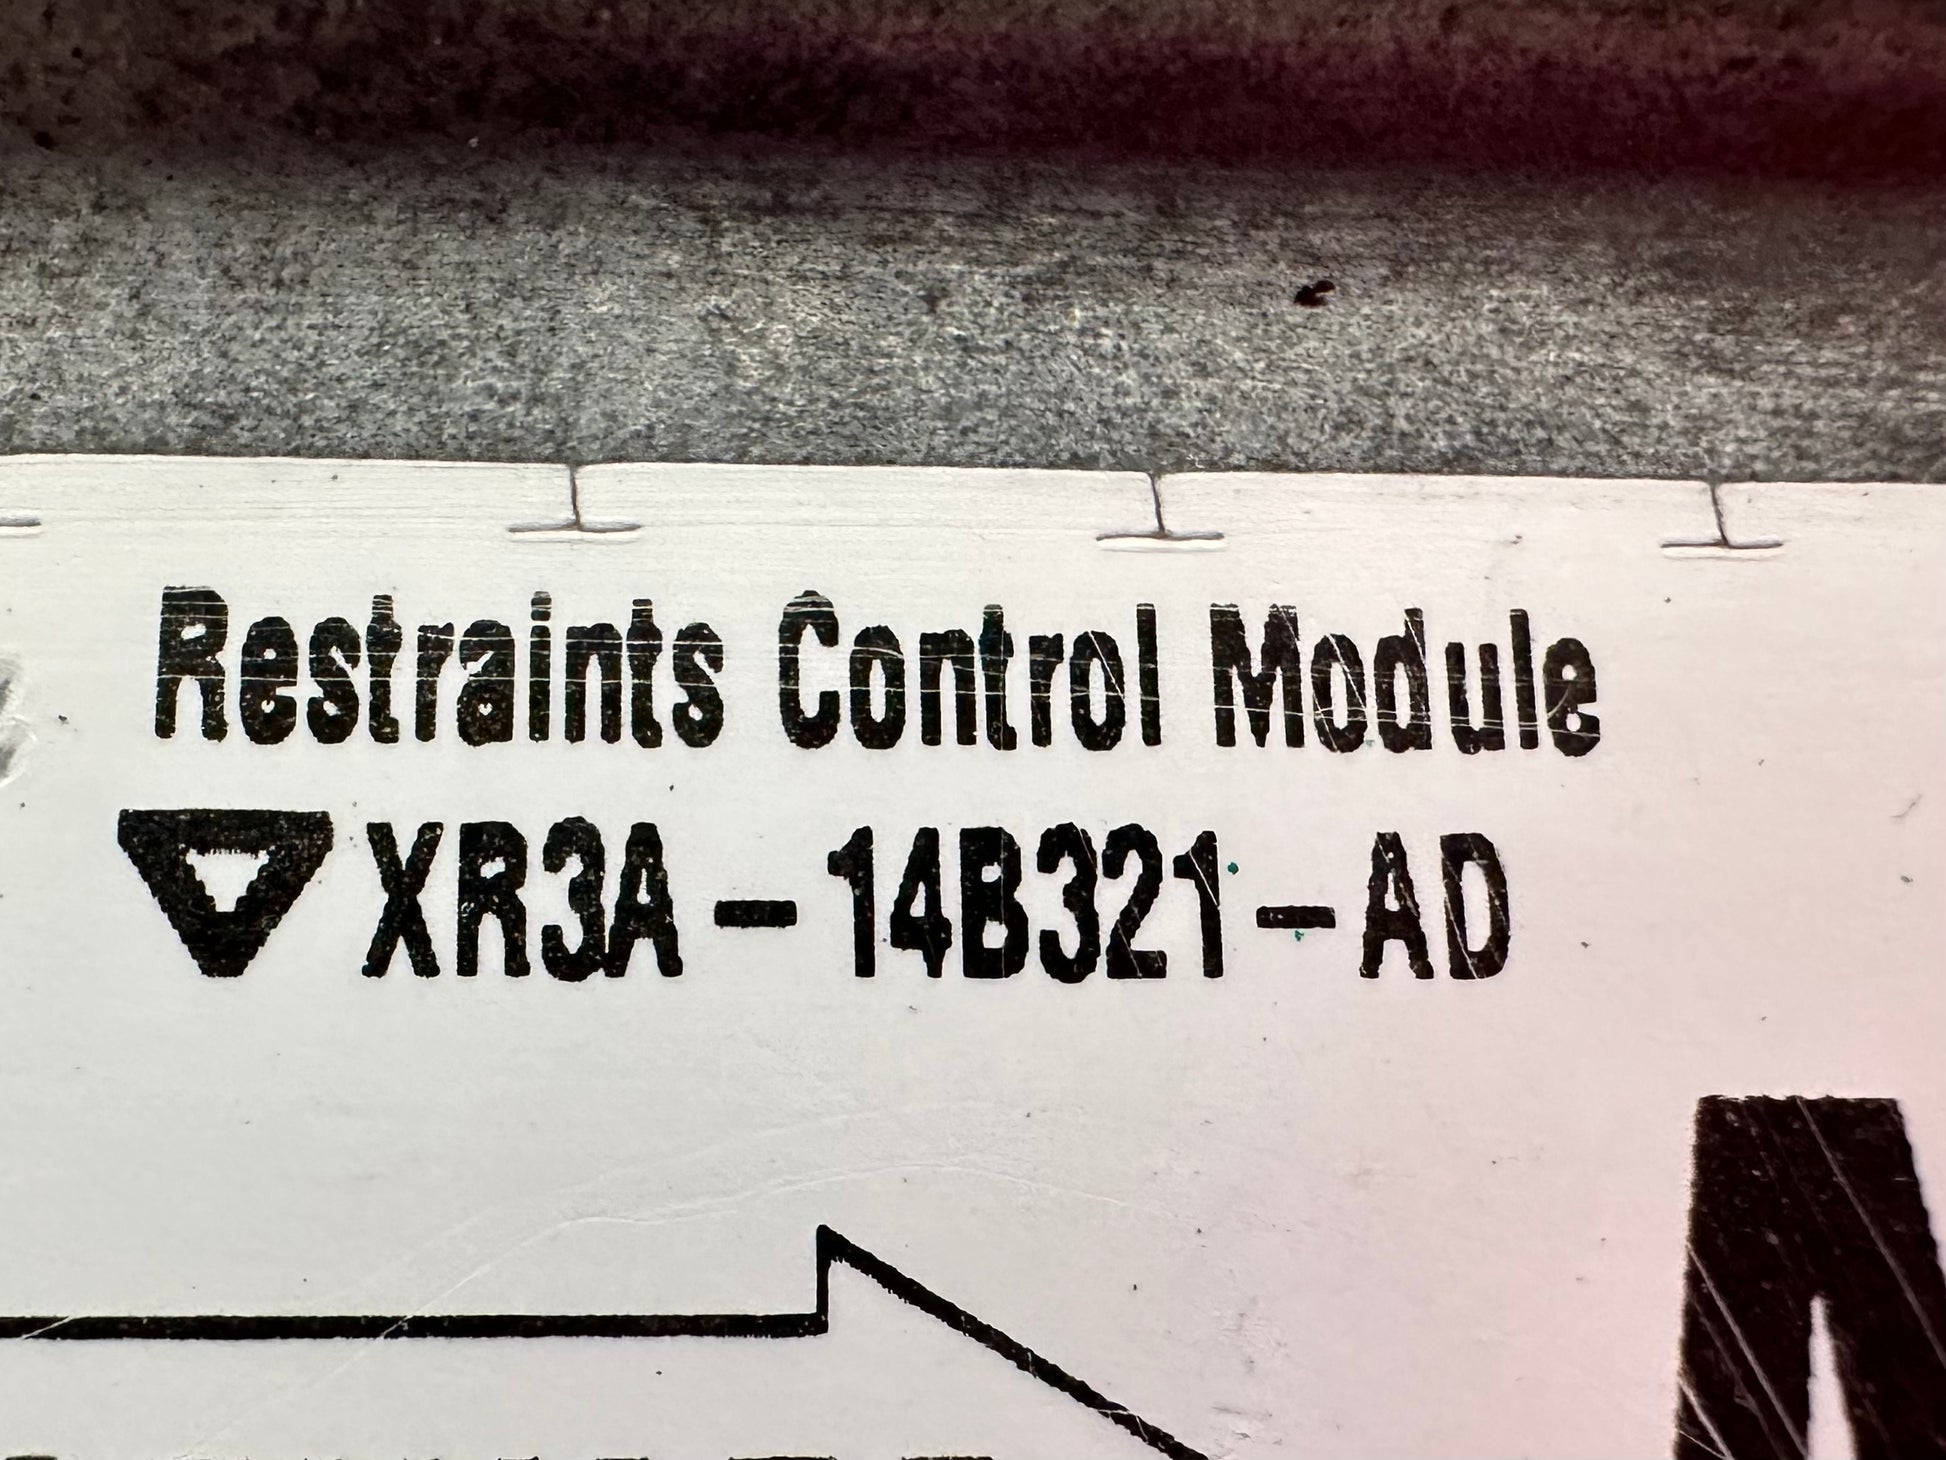 Restraints Control Module
XR3A-14B321-AD